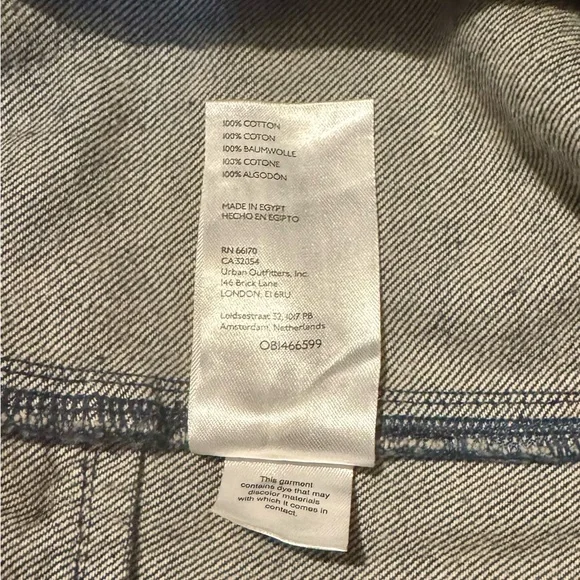 100% COTTON
100% COTON
100% BAUMWOLLE
100% COTONE
100% ALGODÓN
MADE IN EGYPT
HECHO EN EGIPTO
RN 66170
CA 32054
Urban Outfitters, Inc.
146 Brick Lane
LONDON, E1 6RU
Leidsestraat 32, 1017 PB
Amsterdam, Netherlands
OB1466599
This garment
contains dye that may
discolor materials
with which it comes in
contact.